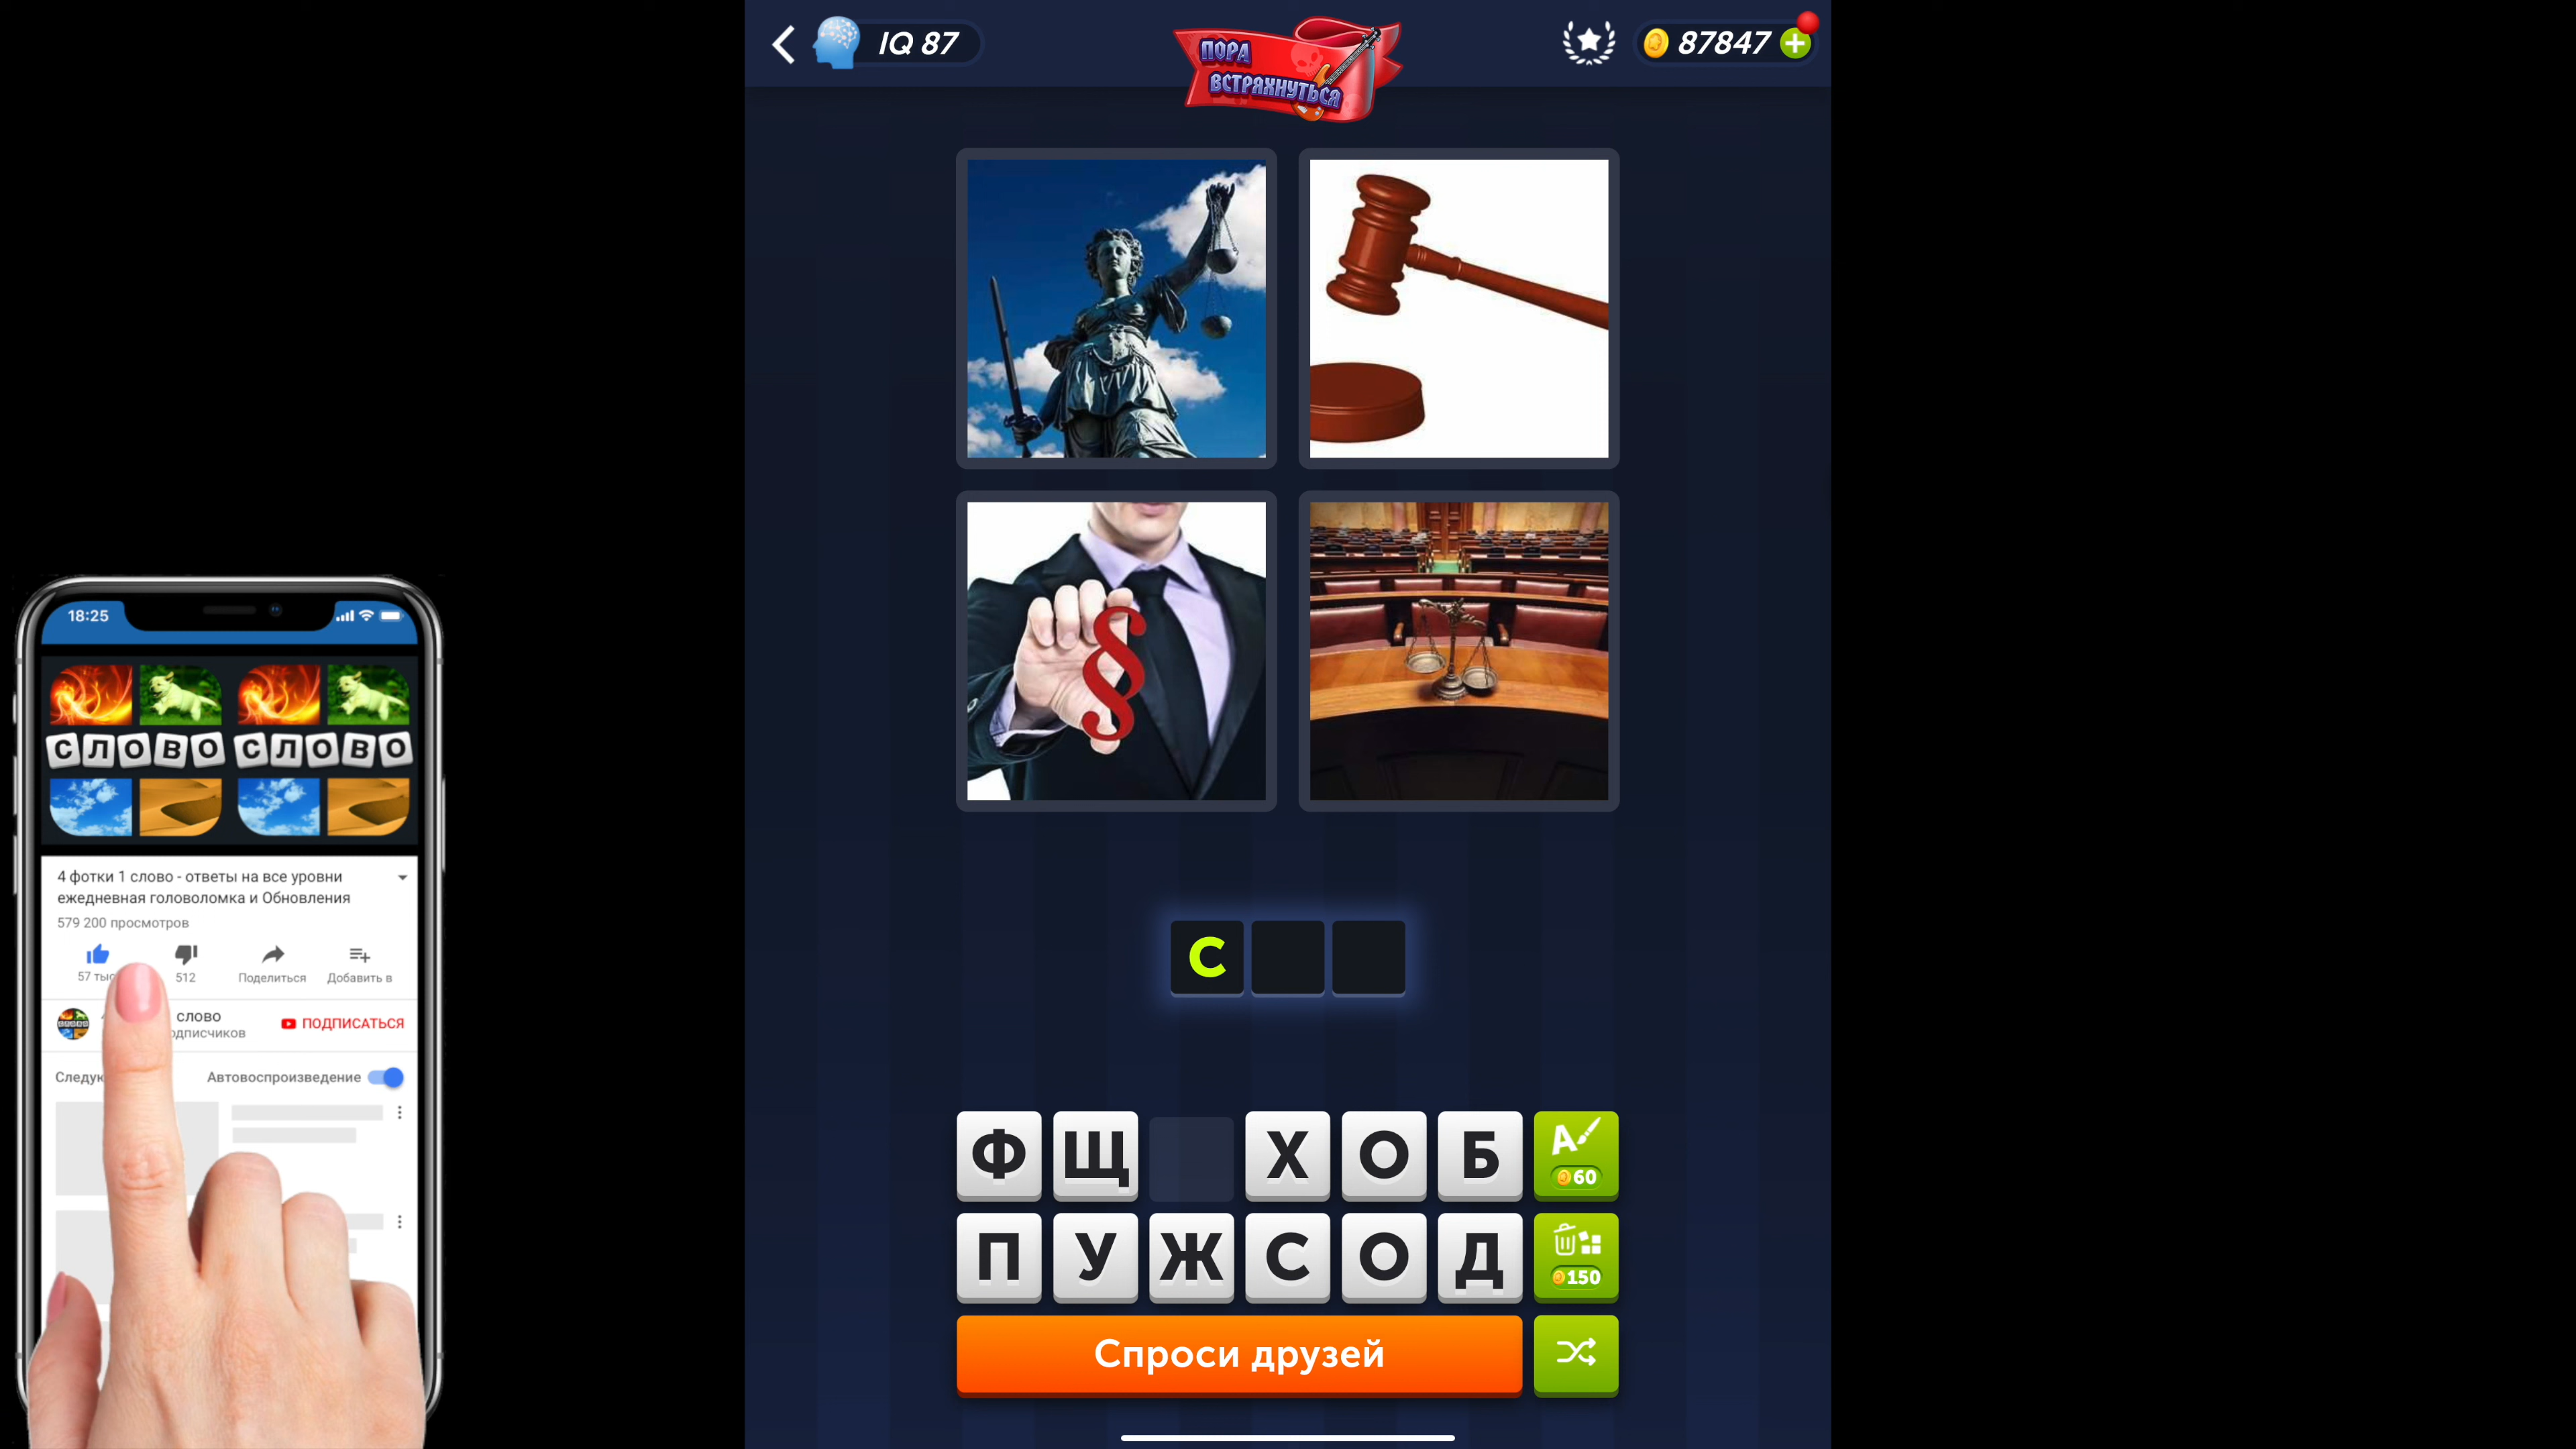 IQ 87
ПОРА
ВСТРЯХНУТЬСЯ
87847
С
Ф Щ Х О Б
A
60
П У Ж С О Д
150
Спроси друзей
18:25
СЛОВО СЛОВО
4 фотки 1 слово - ответы на все уровни
ежедневная головоломка и Обновления
579 200 просмотров
57 512 Поделиться Добавить в
слово
ПОДПИСАТЬСЯ
Автовоспроизведение
§